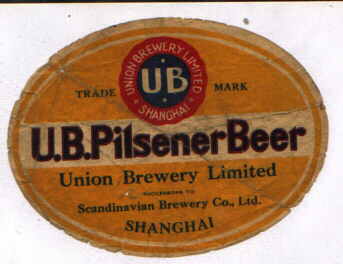 UNION BREWERY LIMITED
UB
SHANGHAI
TRADE MARK
U.B.PilsenerBeer
Union Brewery Limited
SUCCESSORS TO
Scandinavian Brewery Co., Ltd.
SHANGHAI